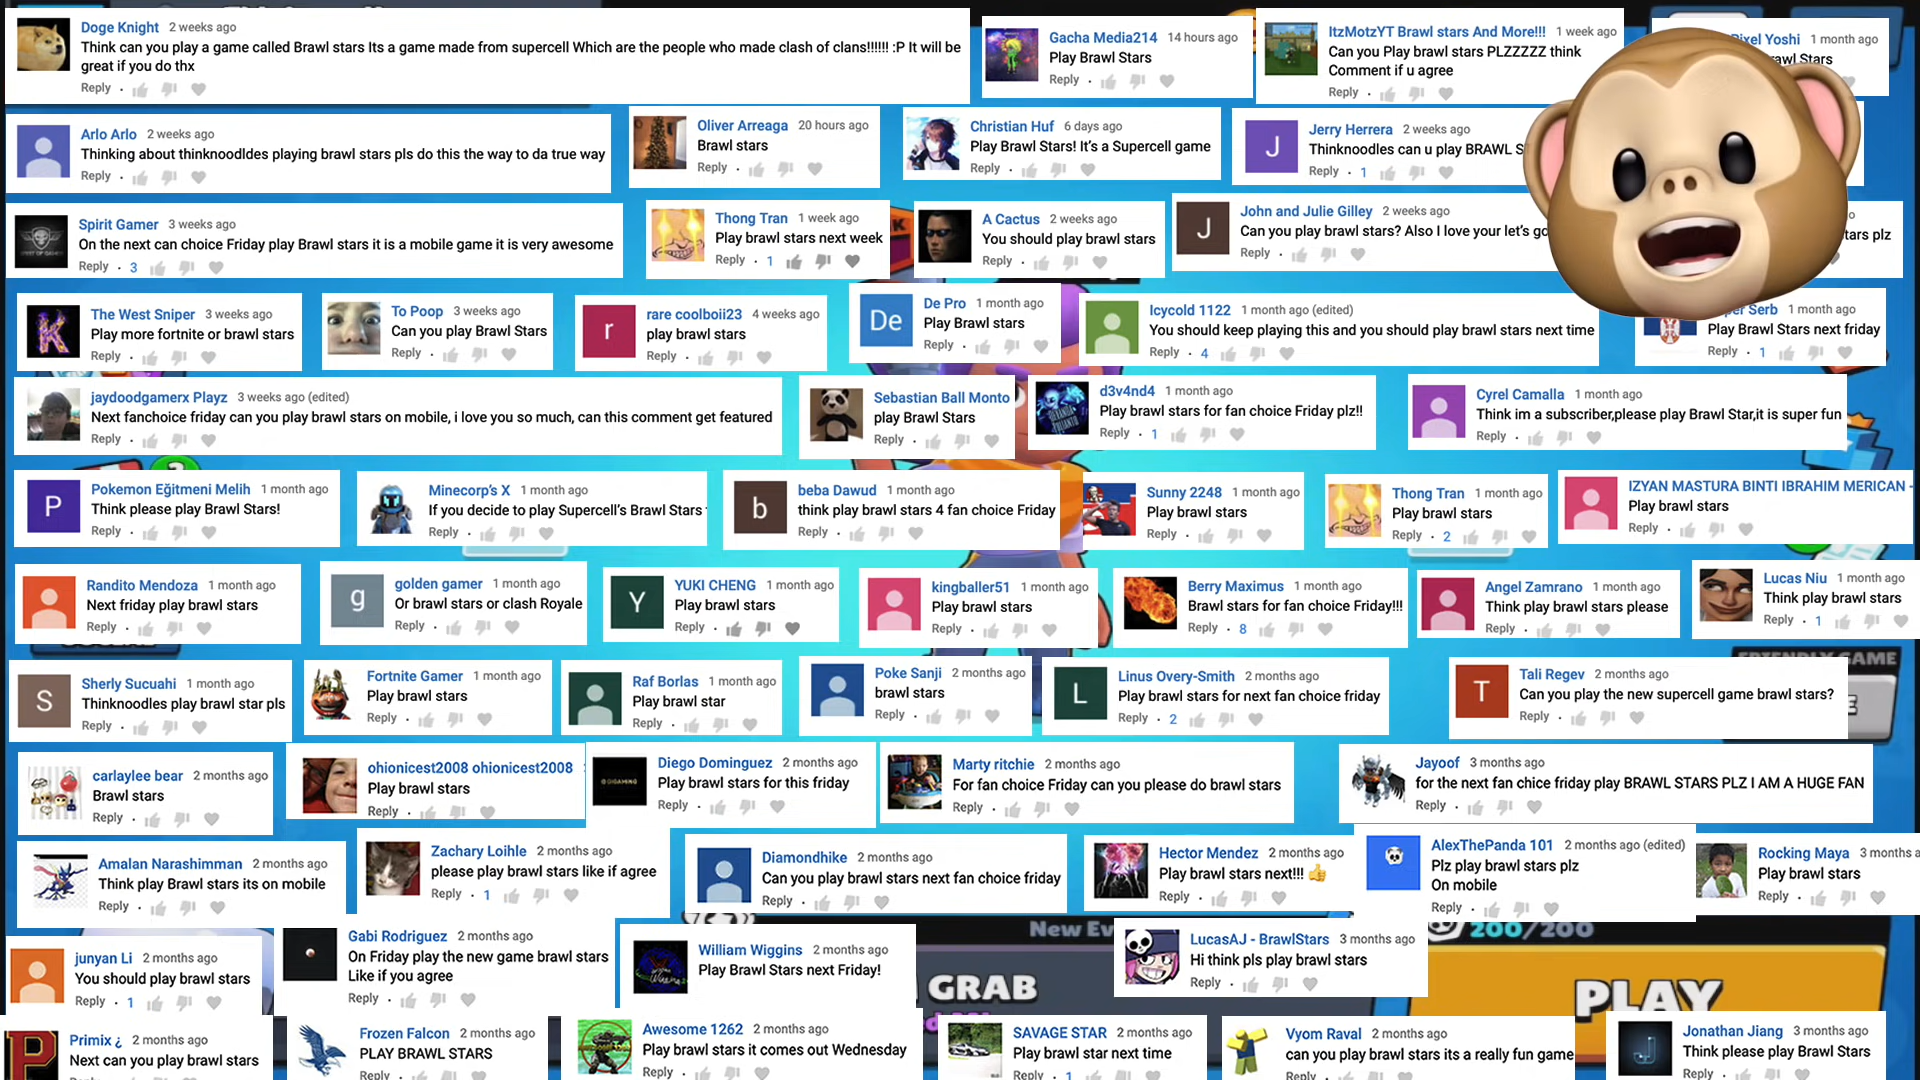 Doge Knight 2 weeks ago
Think can you play a game called Brawl stars Its a game made from supercell Which are the people who made clash of clans!!!!!! :P It will be
great if you do thx
Reply
Gacha Media214 14 hours ago
Play Brawl Stars
Reply
ItzMotzYT Brawl stars And More!!! 1 week ago
Can you Play brawl stars PLZZZZZ think
Comment if u agree
Reply
Pixel Yoshi 1 month ago
Stars
Arlo Arlo 2 weeks ago
Thinking about thinknoodldes playing brawl stars pls do this the way to da true way
Reply
Oliver Arreaga 20 hours ago
Brawl stars
Reply
Christian Huf 6 days ago
Play Brawl Stars! It's a Supercell game
Reply
J
Jerry Herrera 2 weeks ago
Thinknoodles can u play BRAWL S
Reply 1
Spirit Gamer 3 weeks ago
On the next can choice Friday play Brawl stars it is a mobile game it is very awesome
Reply 3
Thong Tran 1 week ago
Play brawl stars next week
Reply 1
A Cactus 2 weeks ago
You should play brawl stars
Reply
J
John and Julie Gilley 2 weeks ago
Can you play brawl stars? Also I love your let's go
Reply
tars plz
The West Sniper 3 weeks ago
Play more fortnite or brawl stars
Reply
To Poop 3 weeks ago
Can you play Brawl Stars
Reply
r
rare coolboii23 4 weeks ago
play brawl stars
Reply
De
De Pro 1 month ago
Play Brawl stars
Reply
Icycold 1122 1 month ago (edited)
You should keep playing this and you should play brawl stars next time
Reply 4
Serb 1 month ago
Play Brawl Stars next friday
Reply 1
jaydoodgamerx Playz 3 weeks ago (edited)
Next fanchoice friday can you play brawl stars on mobile, i love you so much, can this comment get featured
Reply
Sebastian Ball Monto
play Brawl Stars
Reply
d3v4nd4 1 month ago
Play brawl stars for fan choice Friday plz!!
Reply 1
Cyrel Camalla 1 month ago
Think im a subscriber,please play Brawl Star,it is super fun
Reply
P
Pokemon Eğitmeni Melih 1 month ago
Think please play Brawl Stars!
Reply
Minecorp's X 1 month ago
If you decide to play Supercell's Brawl Stars
Reply
b
beba Dawud 1 month ago
think play brawl stars 4 fan choice Friday
Reply
Sunny 2248 1 month ago
Play brawl stars
Reply
Thong Tran 1 month ago
Play brawl stars
Reply 2
IZYAN MASTURA BINTI IBRAHIM MERICAN -
Play brawl stars
Reply
Randito Mendoza 1 month ago
Next friday play brawl stars
Reply
g
golden gamer 1 month ago
Or brawl stars or clash Royale
Reply
Y
YUKI CHENG 1 month ago
Play brawl stars
Reply
kingballer51 1 month ago
Play brawl stars
Reply
Berry Maximus 1 month ago
Brawl stars for fan choice Friday!!!
Reply 8
Angel Zamrano 1 month ago
Think play brawl stars please
Reply
Lucas Niu 1 month ago
Think play brawl stars
Reply 1
S
Sherly Sucuahi 1 month ago
Thinknoodles play brawl star pls
Reply
Fortnite Gamer 1 month ago
Play brawl stars
Reply
Raf Borlas 1 month ago
Play brawl star
Reply
Poke Sanji 2 months ago
brawl stars
Reply
L
Linus Overy-Smith 2 months ago
Play brawl stars for next fan choice friday
Reply 2
T
Tali Regev 2 months ago
Can you play the new supercell game brawl stars?
Reply
FRIENDLY GAME
carlaylee bear 2 months ago
Brawl stars
Reply
ohionicest2008 ohionicest2008
Play brawl stars
Reply
Diego Dominguez 2 months ago
Play brawl stars for this friday
Reply
Marty ritchie 2 months ago
For fan choice Friday can you please do brawl stars
Reply
Jayoof 3 months ago
for the next fan chice friday play BRAWL STARS PLZ I AM A HUGE FAN
Reply
Amalan Narashimman 2 months ago
Think play Brawl stars its on mobile
Reply
Zachary Loihle 2 months ago
please play brawl stars like if agree
Reply 1
Diamondhike 2 months ago
Can you play brawl stars next fan choice friday
Reply
Hector Mendez 2 months ago
Play brawl stars next!!! 👍
Reply
AlexThePanda 101 2 months ago (edited)
Plz play brawl stars plz
On mobile
Reply
Rocking Maya 3 months a
Play brawl stars
Reply
junyan Li 2 months ago
You should play brawl stars
Reply 1
Gabi Rodriguez 2 months ago
On Friday play the new game brawl stars
Like if you agree
Reply
William Wiggins 2 months ago
Play Brawl Stars next Friday!
New Ev
GRAB
LucasAJ - BrawlStars 3 months ago
Hi think pls play brawl stars
Reply
200/200
PLAY
Primix ¿ 2 months ago
Next can you play brawl stars
Frozen Falcon 2 months ago
PLAY BRAWL STARS
Reply
Awesome 1262 2 months ago
Play brawl stars it comes out Wednesday
Reply
SAVAGE STAR 2 months ago
Play brawl star next time
Reply 1
Vyom Raval 2 months ago
can you play brawl stars its a really fun game
Reply
Jonathan Jiang 3 months ago
Think please play Brawl Stars
Reply